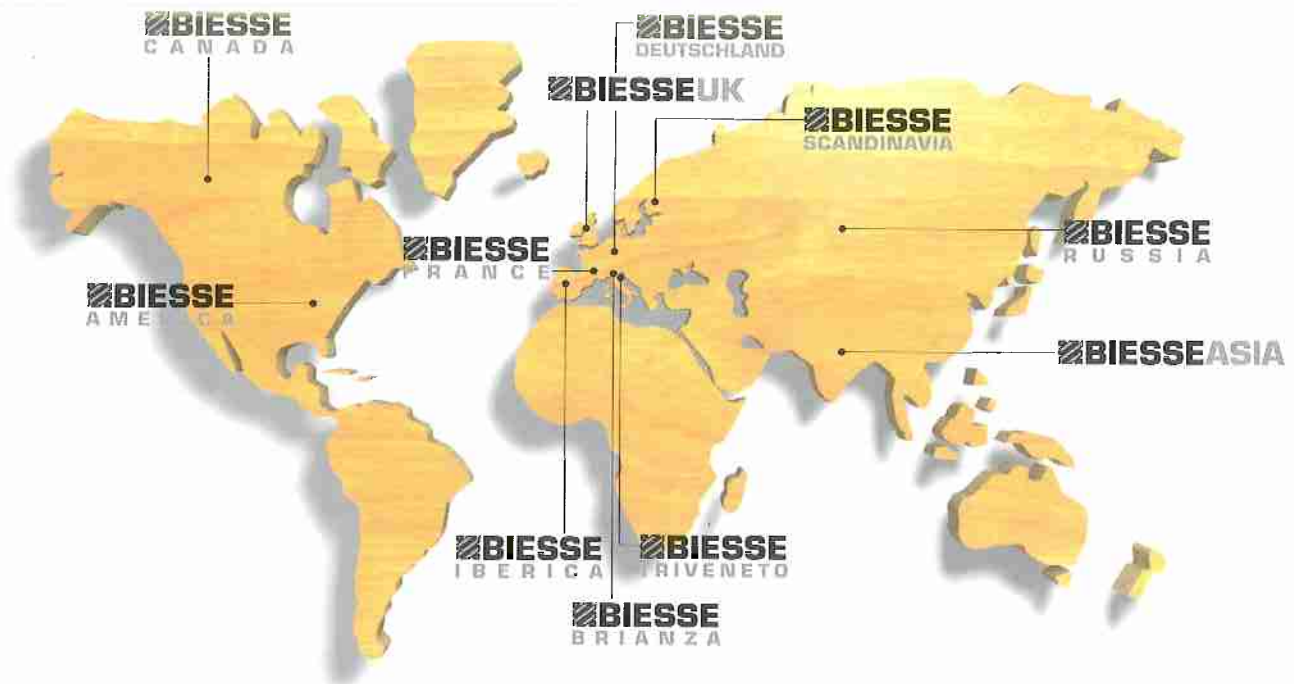 BIESSE
CANADA
BIESSE
DEUTSCHLAND
BIESSEUK
BIESSE
SCANDINAVIA
BIESSE
FRANCE
BIESSE
RUSSIA
BIESSE
AMERICA
BIESSEASIA
BIESSE
IBERICA
BIESSE
TRIVENETO
BIESSE
BRIANZA